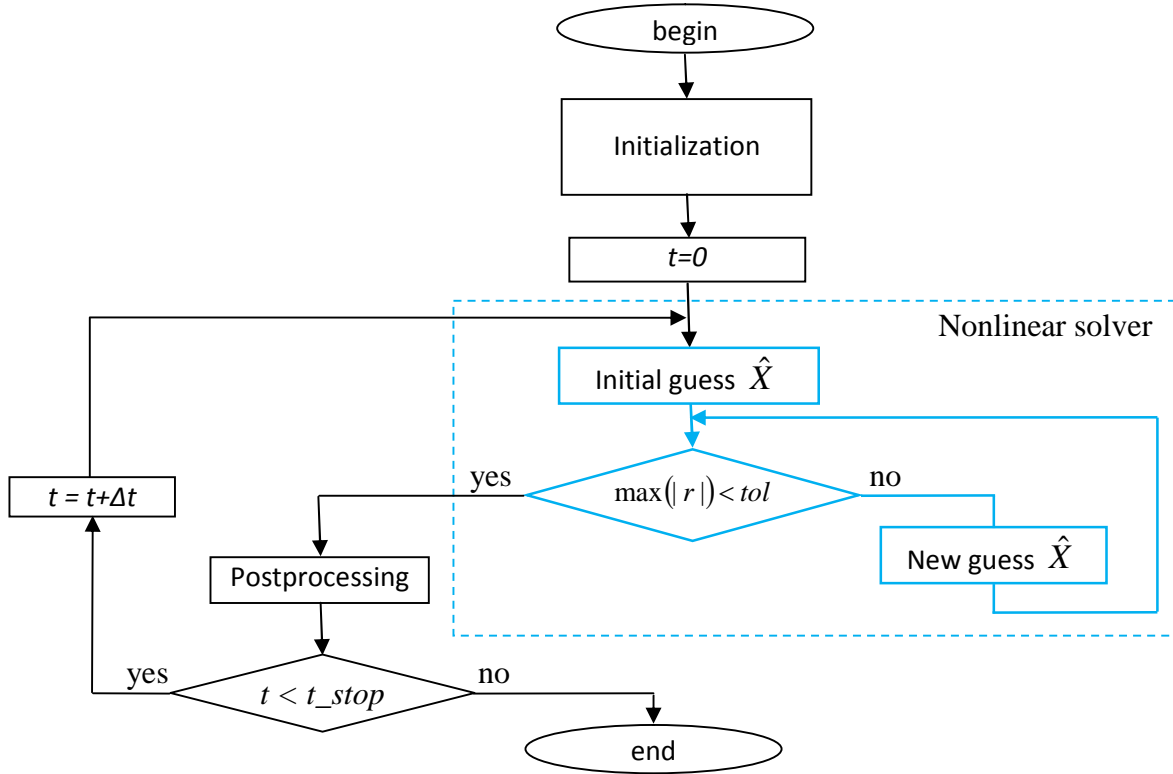 begin
Initialization
t=0
Nonlinear solver
Initial guess X̂
yes
max(| r |) < tol
no
t = t+Δt
New guess X̂
Postprocessing
yes
t < t_stop
no
end